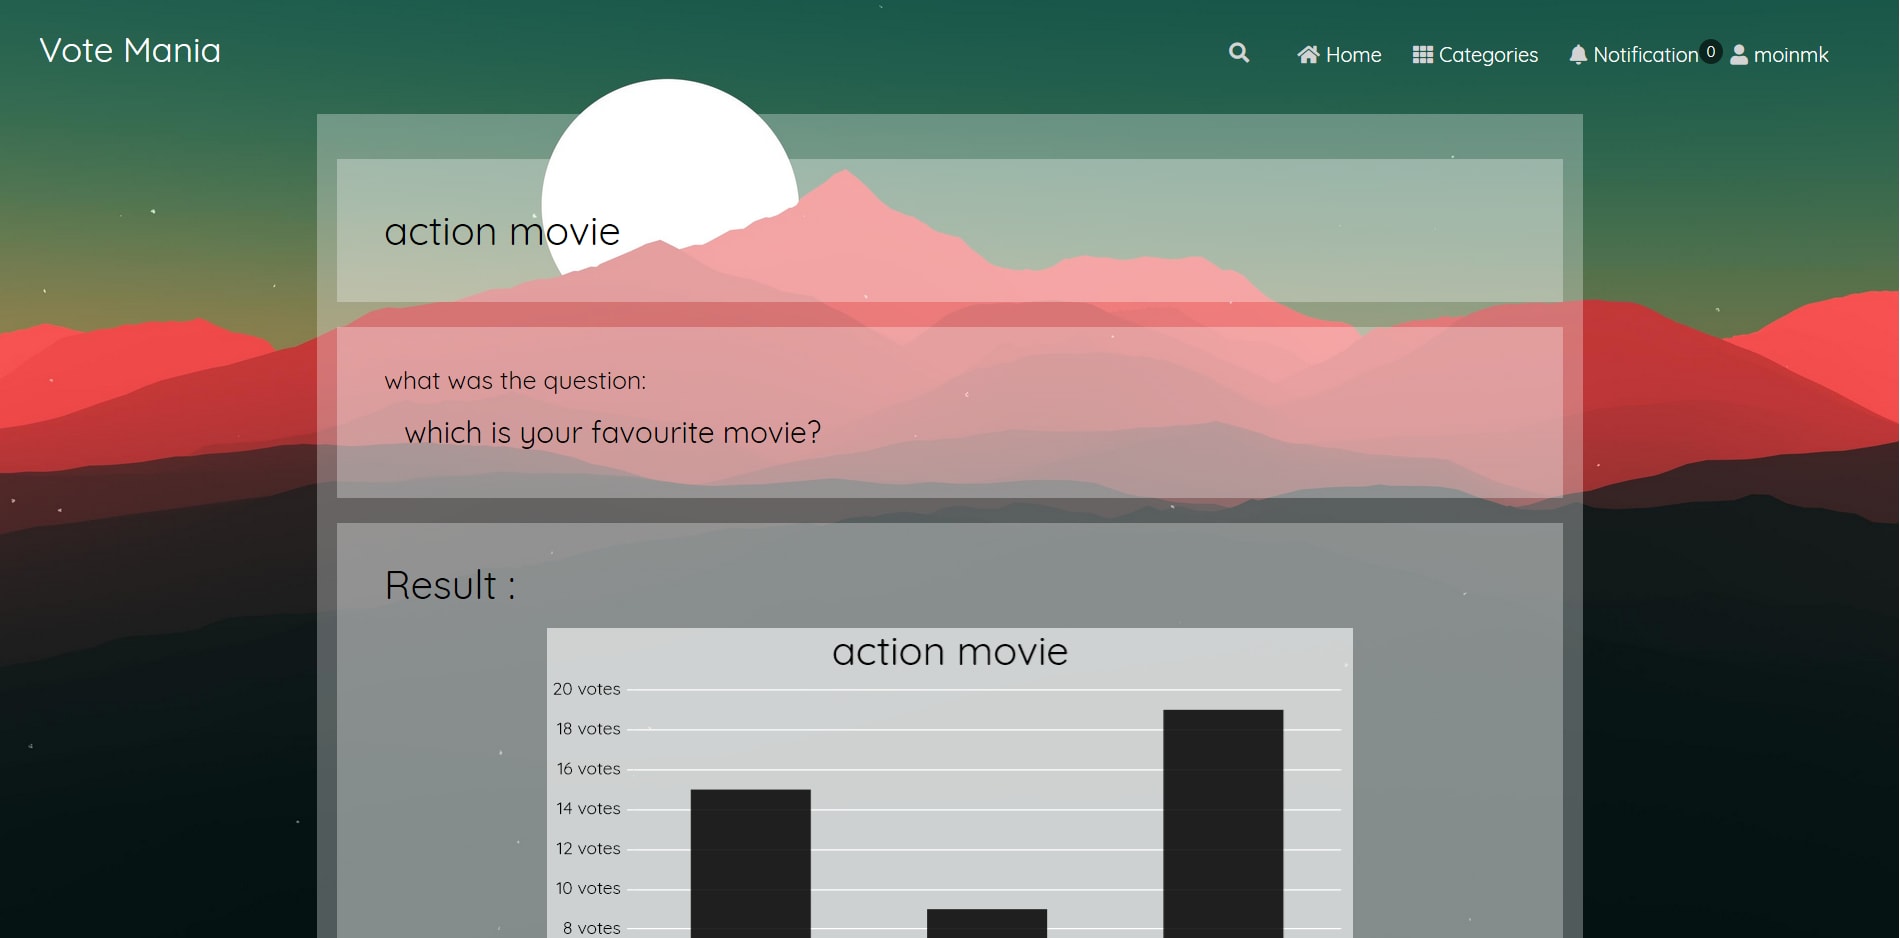 Vote Mania
Home Categories Notification 0 moinmk
action movie
what was the question:
which is your favourite movie?
Result :
action movie
20 votes
18 votes
16 votes
14 votes
12 votes
10 votes
8 votes